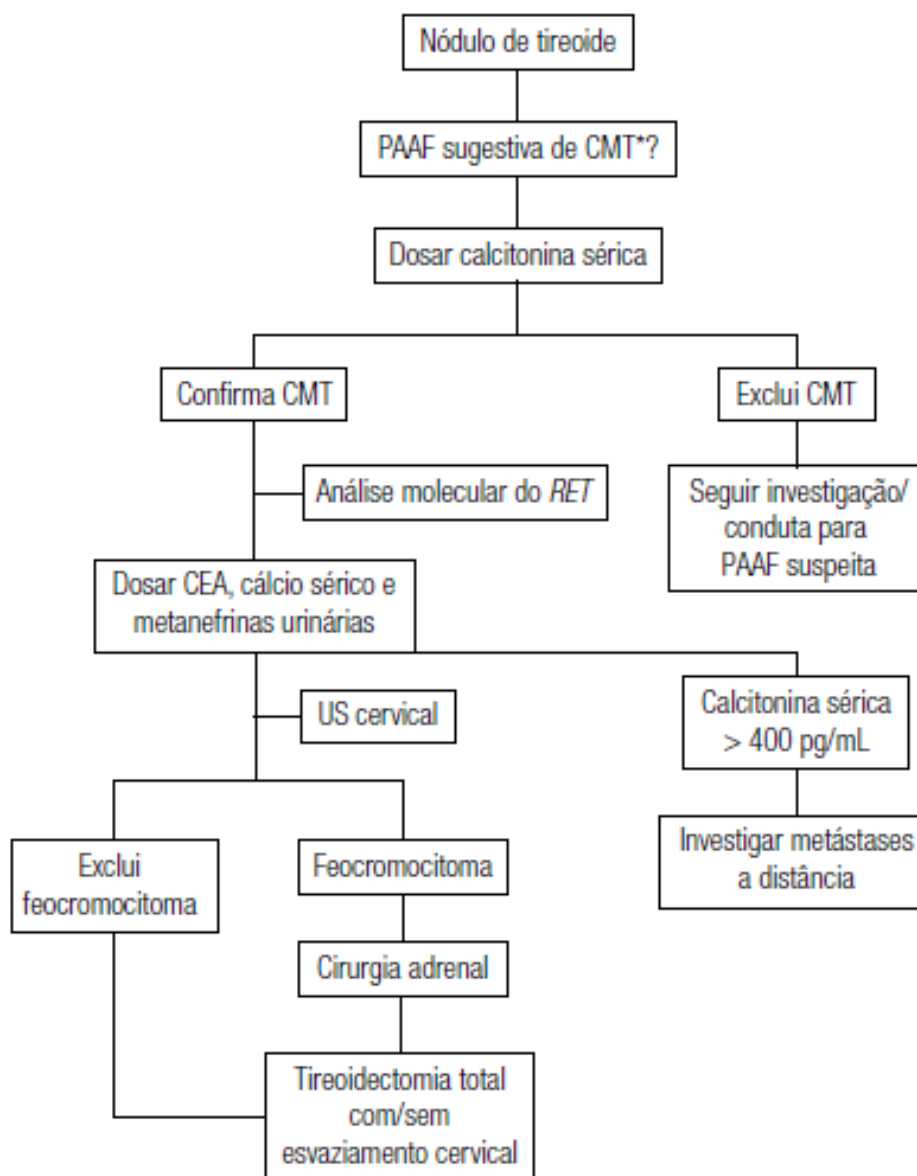 Nódulo de tireoide
PAAF sugestiva de CMT*?
Dosar calcitonina sérica
Confirma CMT
Exclui CMT
Análise molecular do RET
Seguir investigação/
conduta para
PAAF suspeita
Dosar CEA, cálcio sérico e
metanefrinas urinárias
US cervical
Calcitonina sérica
> 400 pg/mL
Exclui
feocromocitoma
Feocromocitoma
Investigar metástases
a distância
Cirurgia adrenal
Tireoidectomia total
com/sem
esvaziamento cervical